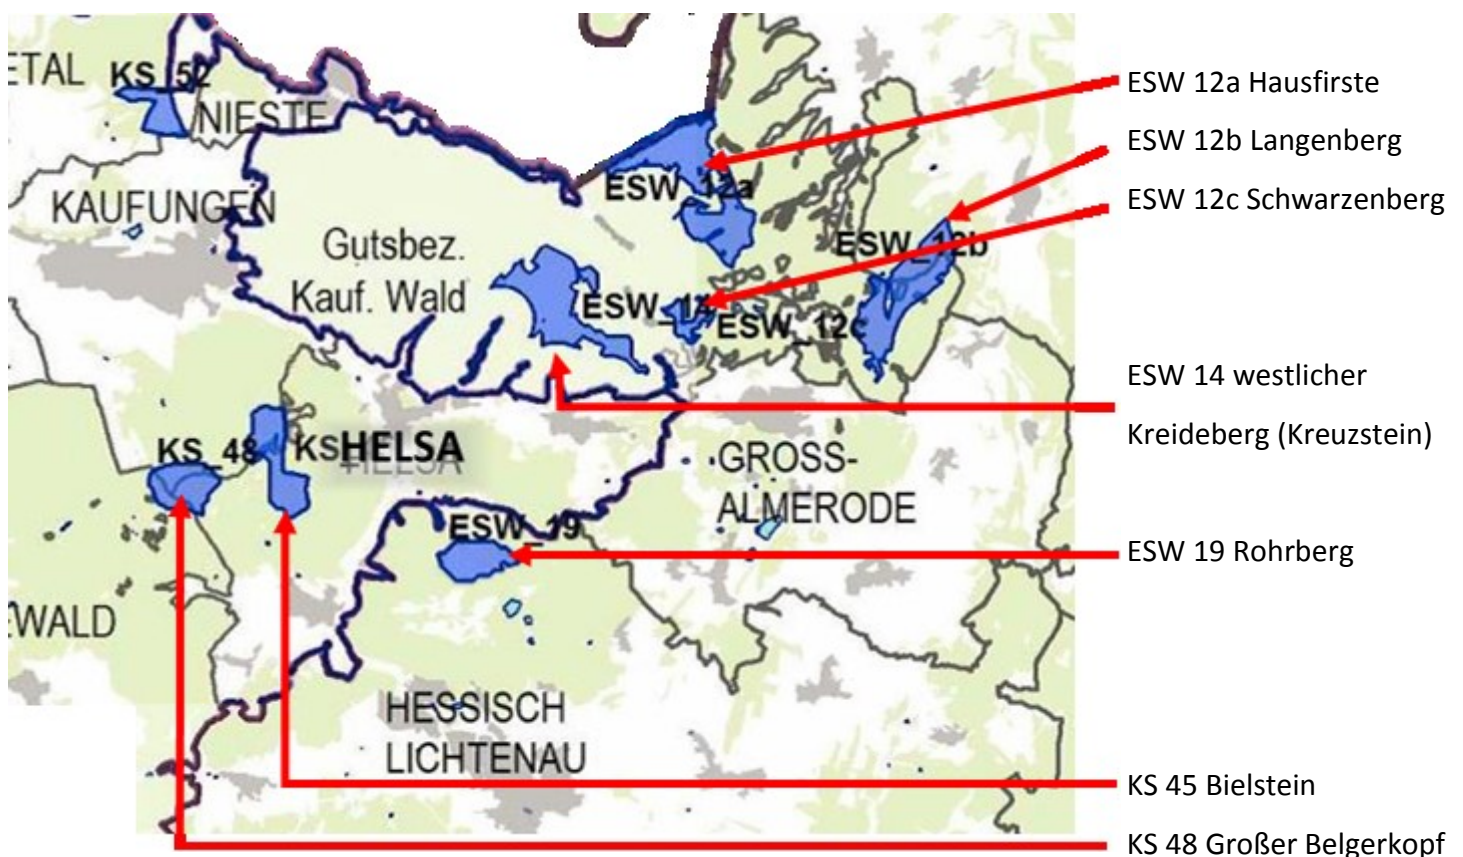 ETAL
KS_52
NIESTE
KAUFUNGEN
Gutsbez.
Kauf. Wald
ESW_12a
ESW_12b
ESW_14
ESW_12c
KS_48
KS
HELSA
HELSA
ESW_19
GROSS-
ALMERODE
WALD
HESSISCH
LICHTENAU
ESW 12a Hausfirste
ESW 12b Langenberg
ESW 12c Schwarzenberg
ESW 14 westlicher
Kreideberg (Kreuzstein)
ESW 19 Rohrberg
KS 45 Bielstein
KS 48 Großer Belgerkopf